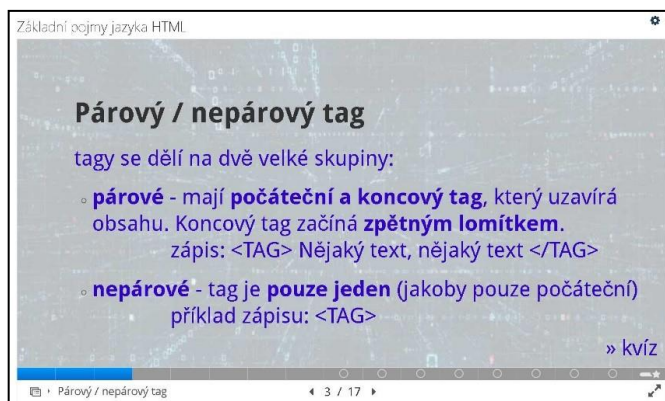 Základní pojmy jazyka HTML
Párový / nepárový tag
tagy se dělí na dvě velké skupiny:
párové - mají počáteční a koncový tag, který uzavírá
obsahu. Koncový tag začíná zpětným lomítkem.
zápis: <TAG> Nějaký text, nějaký text </TAG>
nepárové - tag je pouze jeden (jakoby pouze počáteční)
příklad zápisu: <TAG>
» kvíz
Párový / nepárový tag
3 / 17